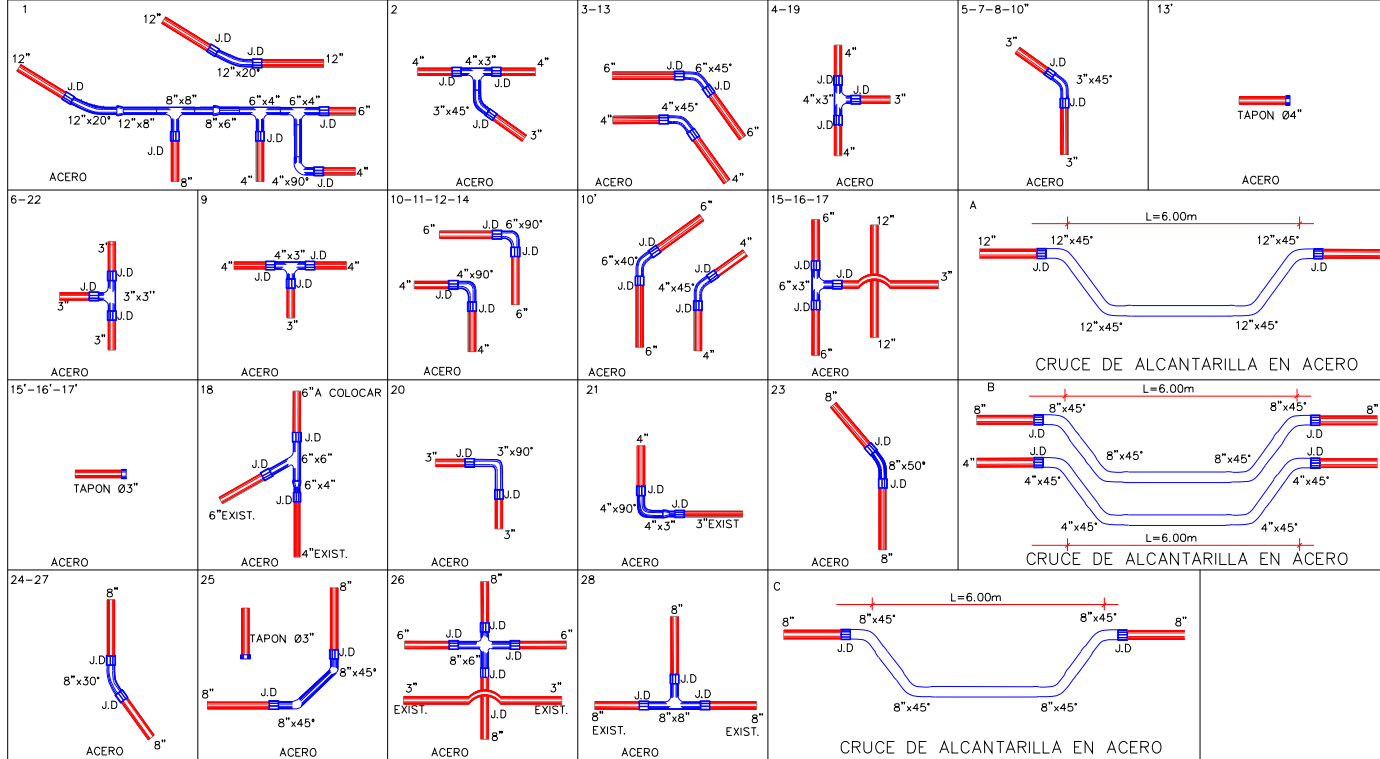 1
12"
J.D
12"x20°
12"
12"
J.D
12"x20°
12"x8"
8"x8"
8"x6"
6"x4"
6"x4"
6"
J.D
J.D
J.D
8"
4"
4"x90°
J.D
4"
ACERO
2
4"
4"x3"
4"
J.D
J.D
3"x45°
J.D
3"
ACERO
3-13
6"
J.D
6"x45°
J.D
6"
4"
4"x45°
J.D
J.D
4"
ACERO
4-19
4"
J.D
4"x3"
J.D
3"
J.D
4"
ACERO
5-7-8-10"
3"
J.D
3"x45°
J.D
3"
ACERO
13'
TAPON Ø4"
ACERO
6-22
3"
J.D
J.D
3"
3"x3"
J.D
3"
ACERO
9
4"
4"x3"
4"
J.D
J.D
J.D
3"
ACERO
10-11-12-14
6"
J.D
6"x90°
J.D
6"
4"
4"x90°
J.D
J.D
4"
ACERO
10'
6"
J.D
6"x40°
J.D
6"
4"
J.D
4"x45°
J.D
4"
ACERO
15-16-17
6"
12"
J.D
6"x3"
J.D
3"
J.D
6"
12"
ACERO
A
L=6.00m
12"
12"x45°
12"x45°
12"
J.D
J.D
12"x45°
12"x45°
CRUCE DE ALCANTARILLA EN ACERO
15'-16'-17'
TAPON Ø3"
ACERO
18
6"A COLOCAR
J.D
J.D
6"x6"
6"x4"
J.D
6"EXIST.
4"EXIST.
ACERO
20
3"
J.D
3"x90°
J.D
3"
ACERO
21
4"
J.D
4"x90°
4"x3"
J.D
3"EXIST
ACERO
23
8"
J.D
8"x50°
J.D
8"
ACERO
B
L=6.00m
8"
8"x45°
8"x45°
8"
J.D
J.D
8"x45°
8"x45°
4"
J.D
J.D
4"
4"x45°
4"x45°
4"x45°
4"x45°
L=6.00m
CRUCE DE ALCANTARILLA EN ACERO
24-27
8"
J.D
8"x30°
J.D
8"
ACERO
25
TAPON Ø3"
8"
J.D
8"x45°
8"
J.D
8"x45°
ACERO
26
8"
J.D
6"
J.D
J.D
6"
8"x6"
J.D
3"
3"
EXIST.
EXIST.
J.D
8"
ACERO
28
8"
J.D
J.D
J.D
8"
8"x8"
8"
EXIST.
EXIST.
ACERO
C
L=6.00m
8"
8"x45°
8"x45°
8"
J.D
J.D
8"x45°
8"x45°
CRUCE DE ALCANTARILLA EN ACERO